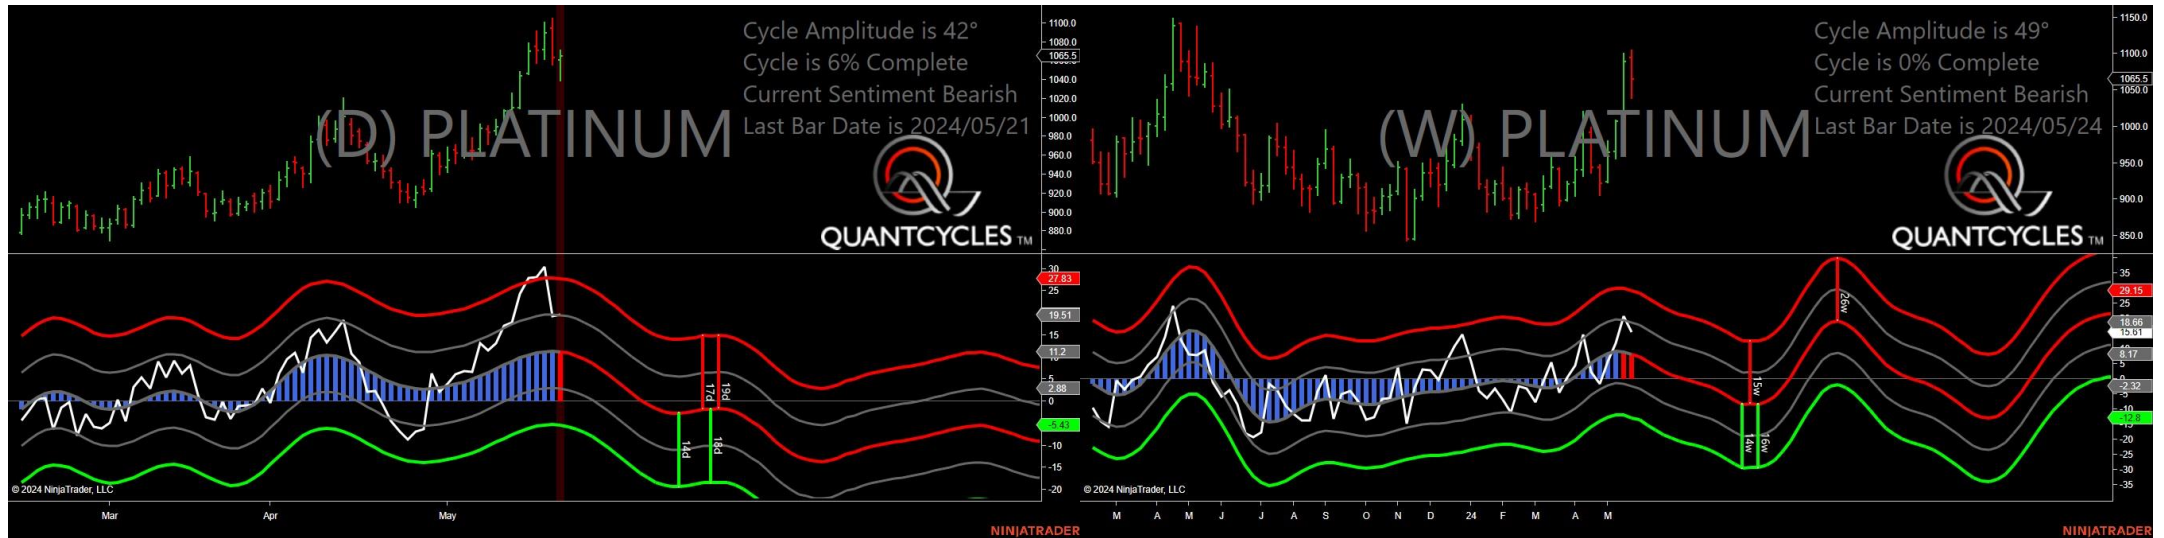 Cycle Amplitude is 42°
Cycle is 6% Complete
Current Sentiment Bearish
Last Bar Date is 2024/05/21
(D) PLATINUM
QUANTCYCLES TM
1100.0
1080.0
1065.5
1040.0
1020.0
1000.0
980.0
960.0
940.0
920.0
900.0
880.0
30
27.83
25
19.51
15
11.2
5
2.88
0
-5.43
-10
-15
-20
17d
19d
14d
18d
© 2024 NinjaTrader, LLC
Mar Apr May
NINJATRADER
Cycle Amplitude is 49°
Cycle is 0% Complete
Current Sentiment Bearish
Last Bar Date is 2024/05/24
(W) PLATINUM
QUANTCYCLES TM
1150.0
1100.0
1065.5
1050.0
1000.0
950.0
900.0
850.0
35
29.15
25
18.66
15.61
8.17
5
0
-2.32
-5
-12.8
-20
-25
-30
-35
26w
15w
14w
16w
© 2024 NinjaTrader, LLC
M A M J J A S O N D 24 F M A M
NINJATRADER